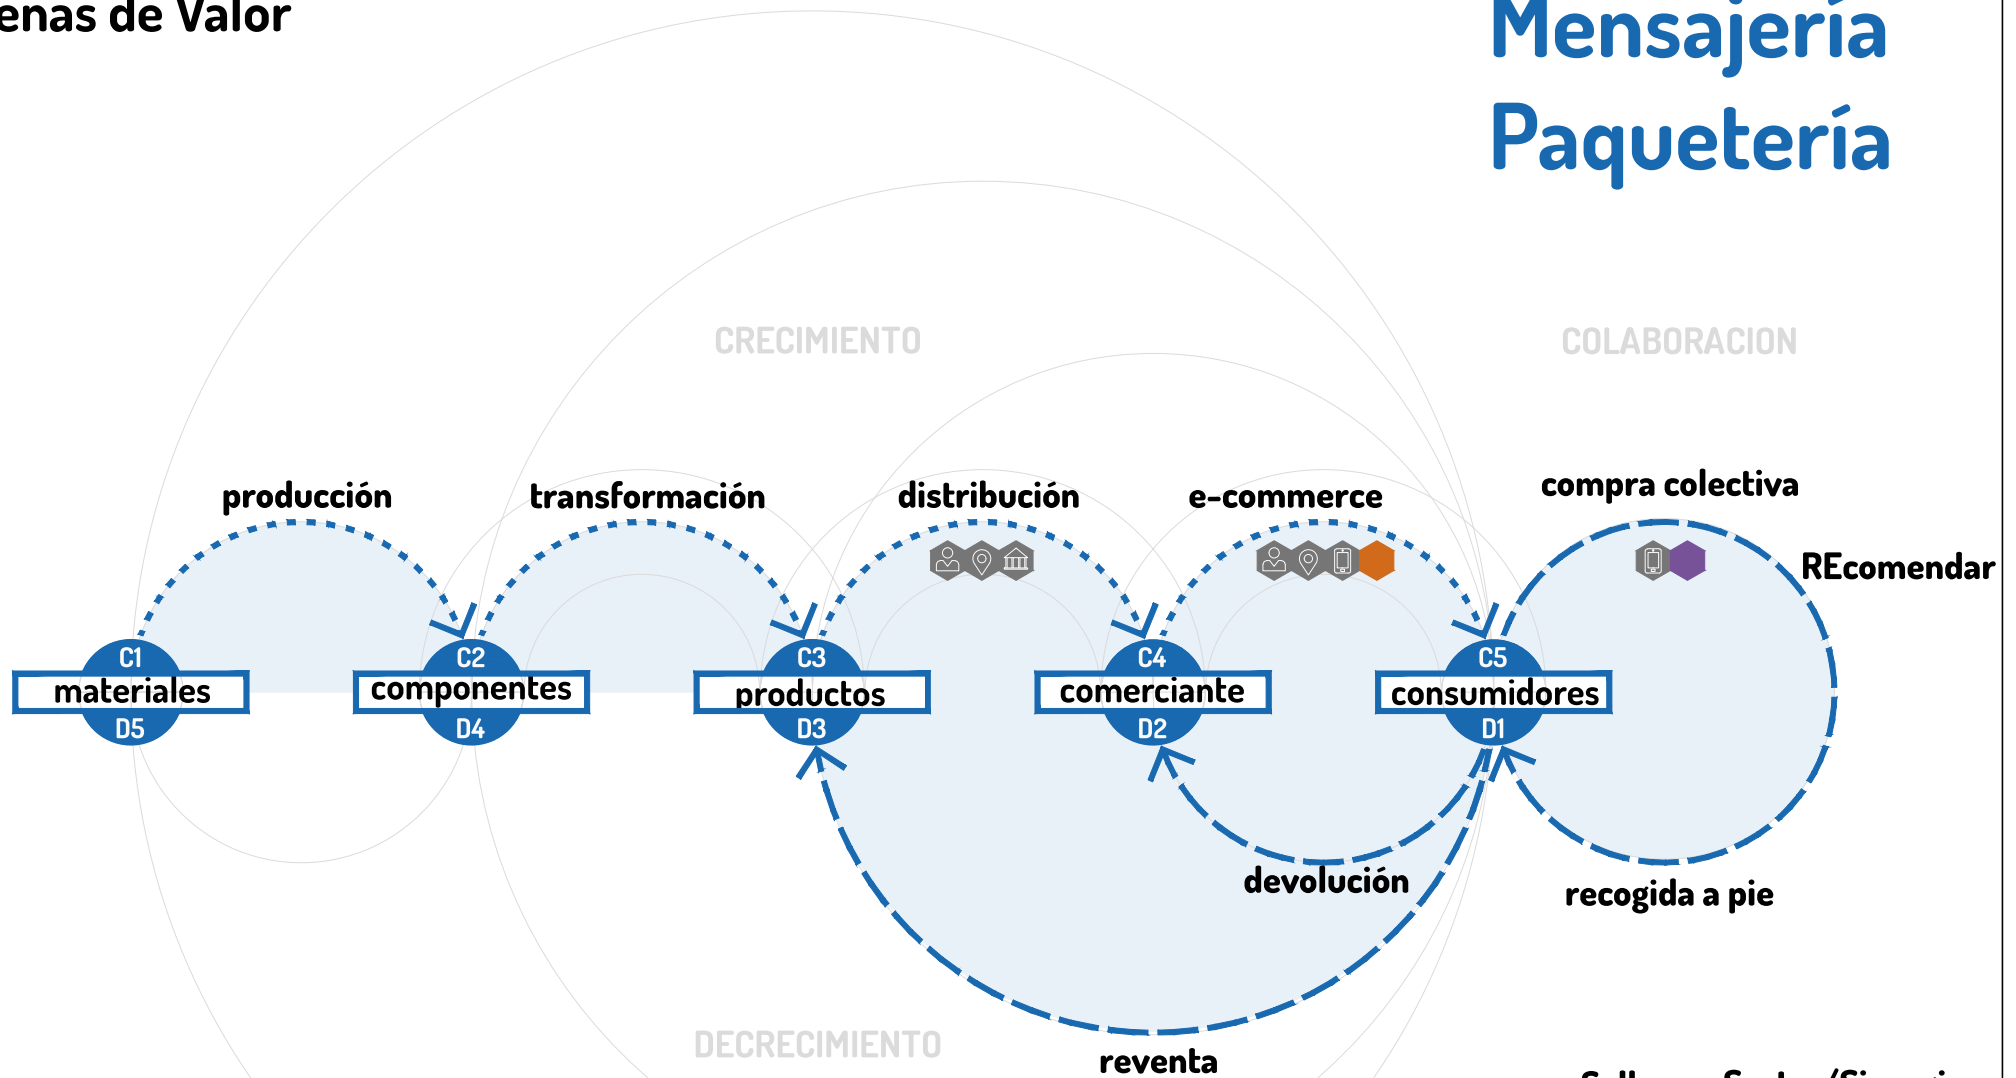 enas de Valor
Mensajería
Paquetería
CRECIMIENTO
COLABORACION
producción
transformación
distribución
e-commerce
compra colectiva
REcomendar
C1
materiales
D5
C2
componentes
D4
C3
productos
D3
C4
comerciante
D2
C5
consumidores
D1
devolución
recogida a pie
DECRECIMIENTO
reventa